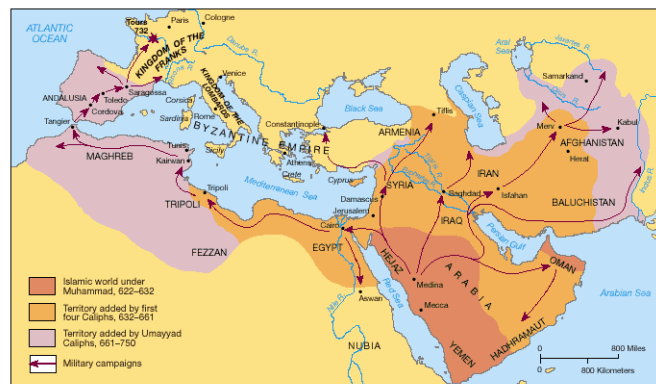 ATLANTIC
OCEAN
Paris
Cologne
Tours
732
KINGDOM OF THE
FRANKS
Danube R.
Venice
KINGDOM OF THE
LOMBARDS
Aral
Sea
Jaxartes R.
Samarkand
ANDALUSIA
Saragossa
Toledo
Cordova
Tangier
Corsica
Sardinia
Rome
Sicily
BYZANTINE EMPIRE
Constantinople
Black Sea
Athens
Crete
Cyprus
Tiflis
ARMENIA
Caspian Sea
Merv
Kabul
AFGHANISTAN
Herat
Indus R.
MAGHREB
Tunis
Kairwan
Mediterranean Sea
Tripoli
TRIPOLI
SYRIA
Tigris R.
Euphrates R.
IRAN
Baghdad
Isfahan
Damascus
Jerusalem
IRAQ
BALUCHISTAN
Persian Gulf
Cairo
EGYPT
FEZZAN
HEJAZ
ARABIA
Medina
Mecca
OMAN
Aswan
Red Sea
Nile R.
NUBIA
YEMEN
HADHRAMAUT
Arabian Sea
Islamic world under
Muhammad, 622–632
Territory added by first
four Caliphs, 632–661
Territory added by Umayyad
Caliphs, 661–750
Military campaigns
0 800 Miles
0 800 Kilometers